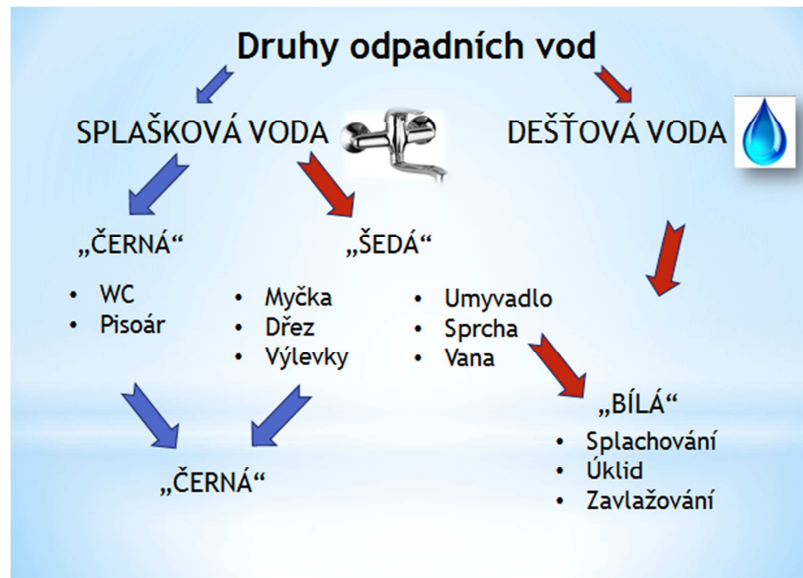 Druhy odpadních vod
SPLAŠKOVÁ VODA
DEŠŤOVÁ VODA
„ČERNÁ“
„ŠEDÁ“
• WC
• Pisoár
• Myčka
• Dřez
• Výlevky
• Umyvadlo
• Sprcha
• Vana
„ČERNÁ“
„BÍLÁ“
• Splachování
• Úklid
• Zavlažování